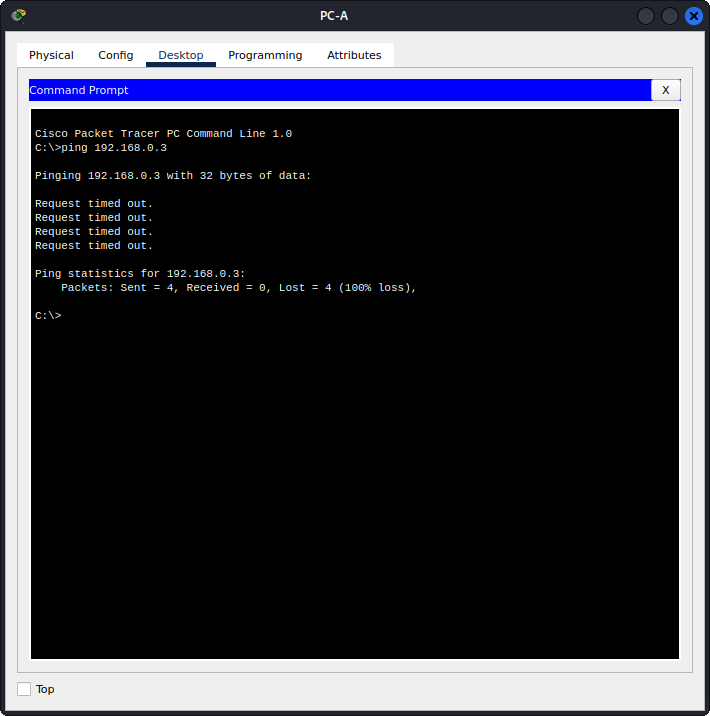 PC-A
Physical Config Desktop Programming Attributes
Command Prompt X
Cisco Packet Tracer PC Command Line 1.0
C:\>ping 192.168.0.3
Pinging 192.168.0.3 with 32 bytes of data:
Request timed out.
Request timed out.
Request timed out.
Request timed out.
Ping statistics for 192.168.0.3:
    Packets: Sent = 4, Received = 0, Lost = 4 (100% loss),
C:\>
Top